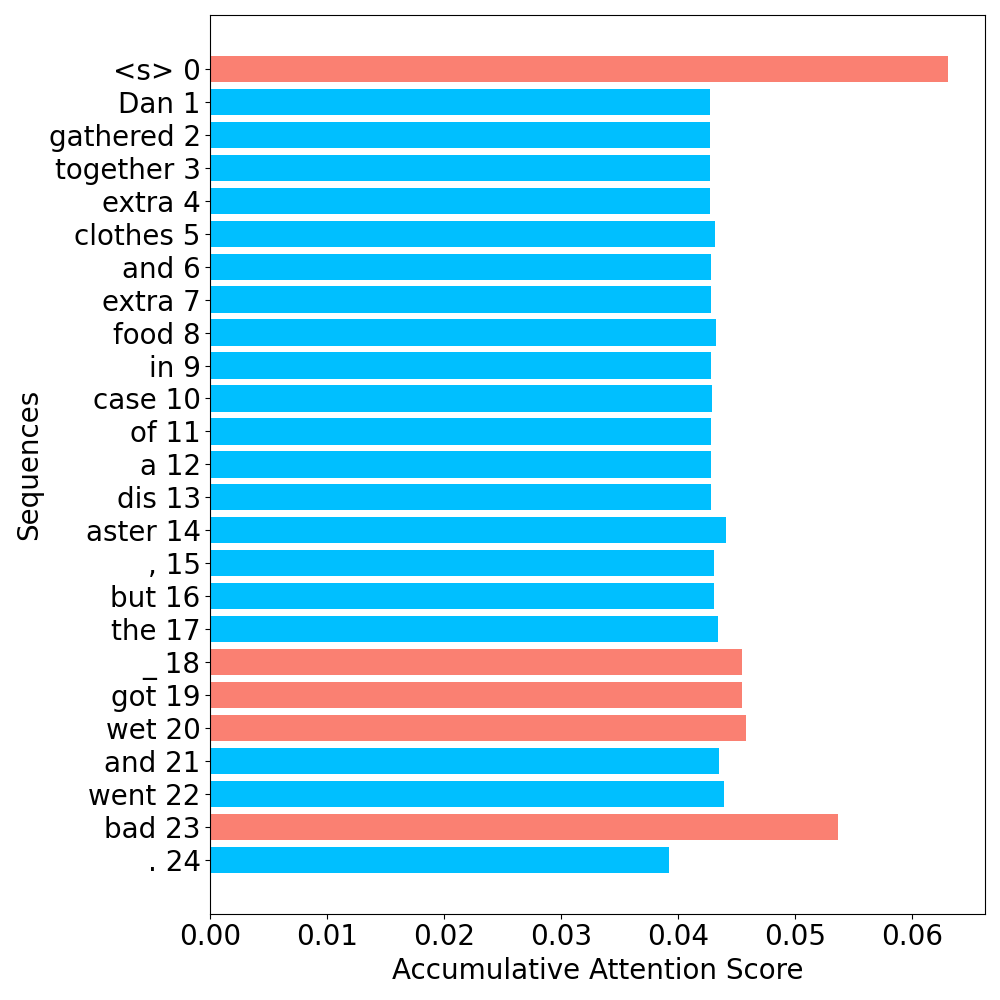 <s> 0
Dan 1
gathered 2
together 3
extra 4
clothes 5
and 6
extra 7
food 8
in 9
case 10
of 11
a 12
dis 13
aster 14
, 15
but 16
the 17
_ 18
got 19
wet 20
and 21
went 22
bad 23
. 24
Sequences
0.00 0.01 0.02 0.03 0.04 0.05 0.06
Accumulative Attention Score